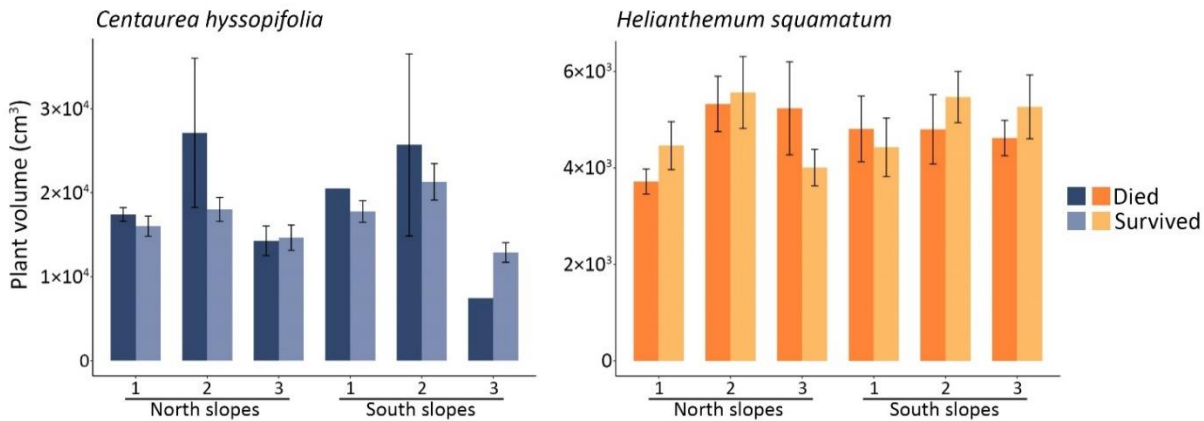 Centaurea hyssopifolia
Helianthemum squamatum
Plant volume (cm³)
3×10⁴
2×10⁴
1×10⁴
0
1 2 3 1 2 3
North slopes South slopes
6×10³
4×10³
2×10³
0
1 2 3 1 2 3
North slopes South slopes
Died
Survived